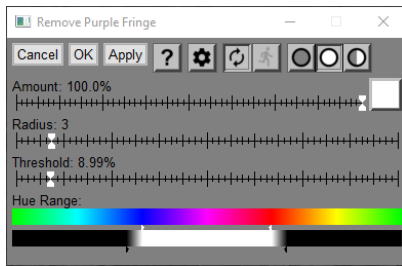 Remove Purple Fringe
Cancel OK Apply ?
Amount: 100.0%
Radius: 3
Threshold: 8.99%
Hue Range: